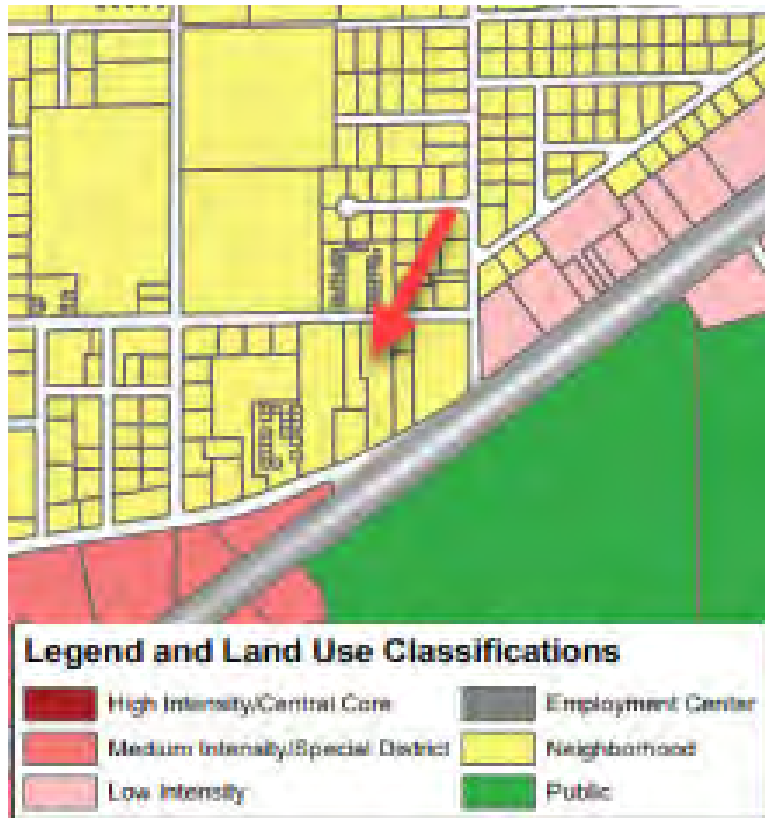 Legend and Land Use Classifications
High Intensity/Central Core
Employment Center
Medium Intensity/Special District
Neighborhood
Low Intensity
Public